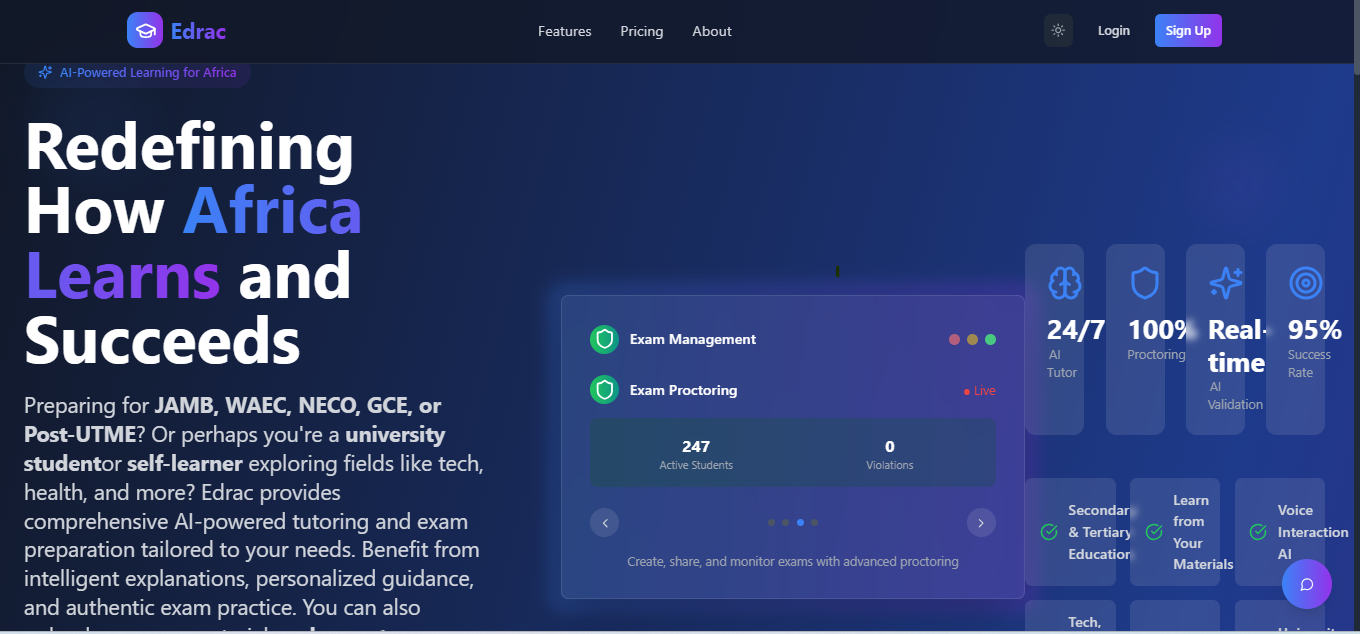 Edrac
Features
Pricing
About
Login
Sign Up
AI-Powered Learning for Africa
Redefining
How Africa
Learns and
Succeeds
Preparing for JAMB, WAEC, NECO, GCE, or
Post-UTME? Or perhaps you're a university
studentor self-learner exploring fields like tech,
health, and more? Edrac provides
comprehensive AI-powered tutoring and exam
preparation tailored to your needs. Benefit from
intelligent explanations, personalized guidance,
and authentic exam practice. You can also
Exam Management
Exam Proctoring
Live
247
Active Students
0
Violations
Create, share, and monitor exams with advanced proctoring
24/7
AI
Tutor
100%
Proctoring
Real-
time
AI
Validation
95%
Success
Rate
Secondary
& Tertiary
Education
Learn
from
Your
Materials
Voice
Interaction
AI
Tech,